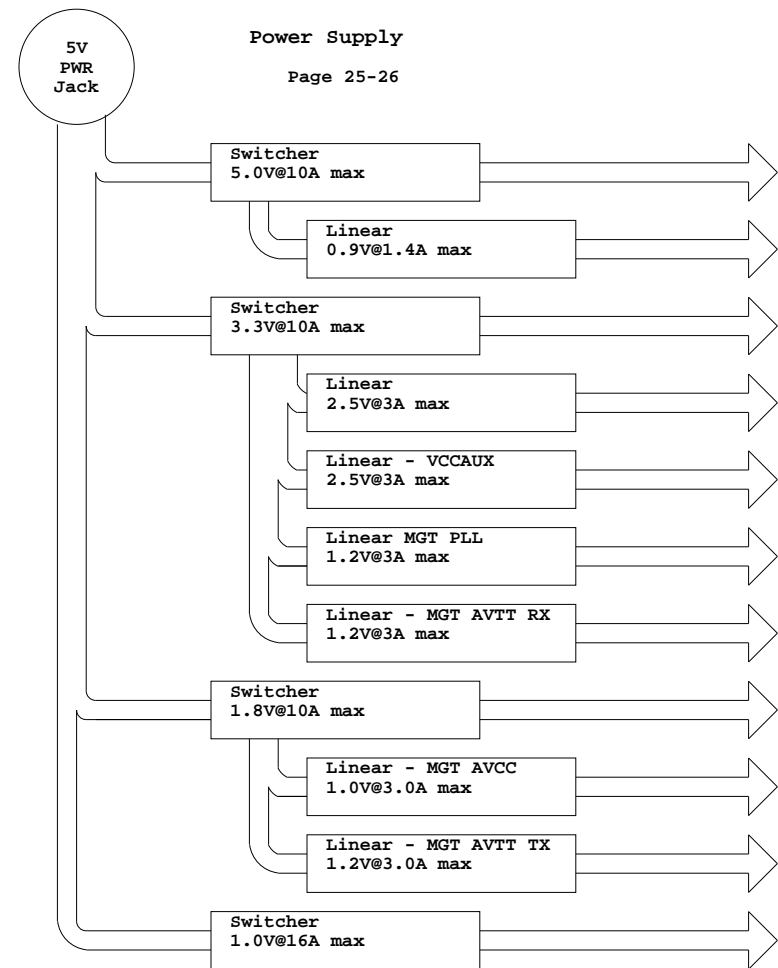 5V
PWR
Jack
Power Supply
Page 25-26
Switcher
5.0V@10A max
Linear
0.9V@1.4A max
Switcher
3.3V@10A max
Linear
2.5V@3A max
Linear - VCCAUX
2.5V@3A max
Linear MGT PLL
1.2V@3A max
Linear - MGT AVTT RX
1.2V@3A max
Switcher
1.8V@10A max
Linear - MGT AVCC
1.0V@3.0A max
Linear - MGT AVTT TX
1.2V@3.0A max
Switcher
1.0V@16A max